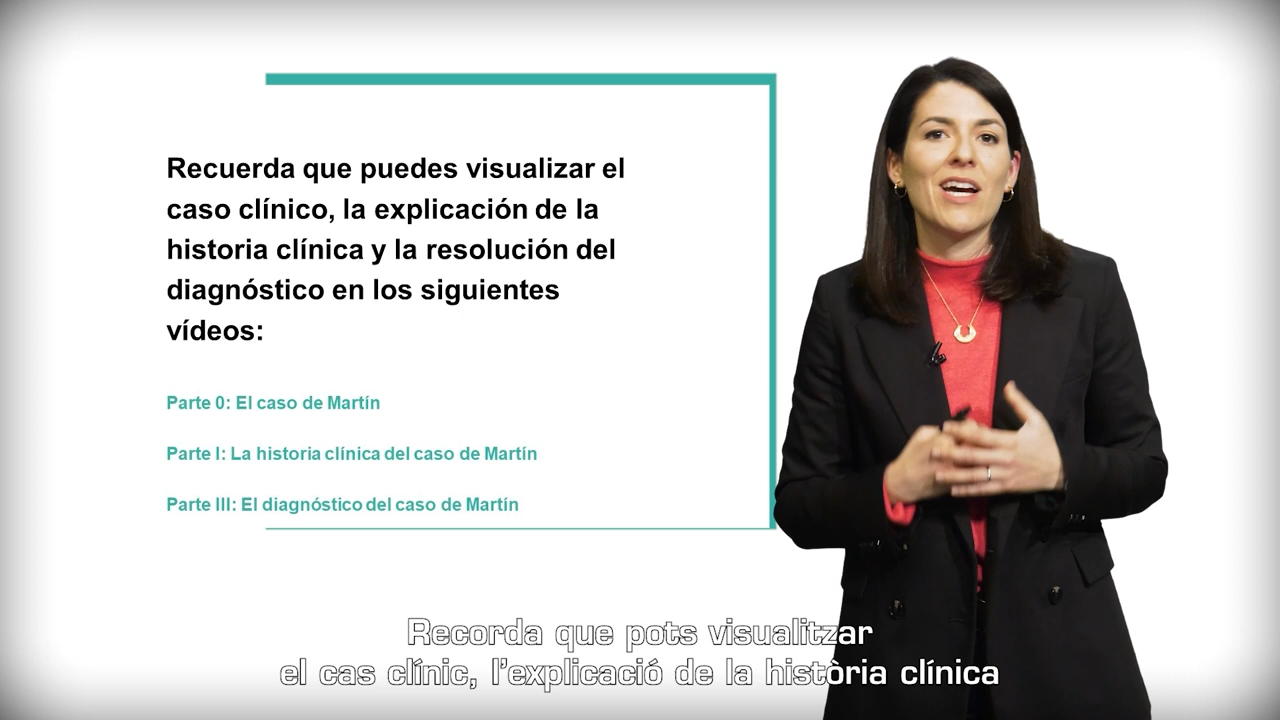 Recuerda que puedes visualizar el
caso clínico, la explicación de la
historia clínica y la resolución del
diagnóstico en los siguientes
vídeos:
Parte 0: El caso de Martín
Parte I: La historia clínica del caso de Martín
Parte III: El diagnóstico del caso de Martín
Recorda que pots visualitzar
el cas clínic, l'explicació de la història clínica